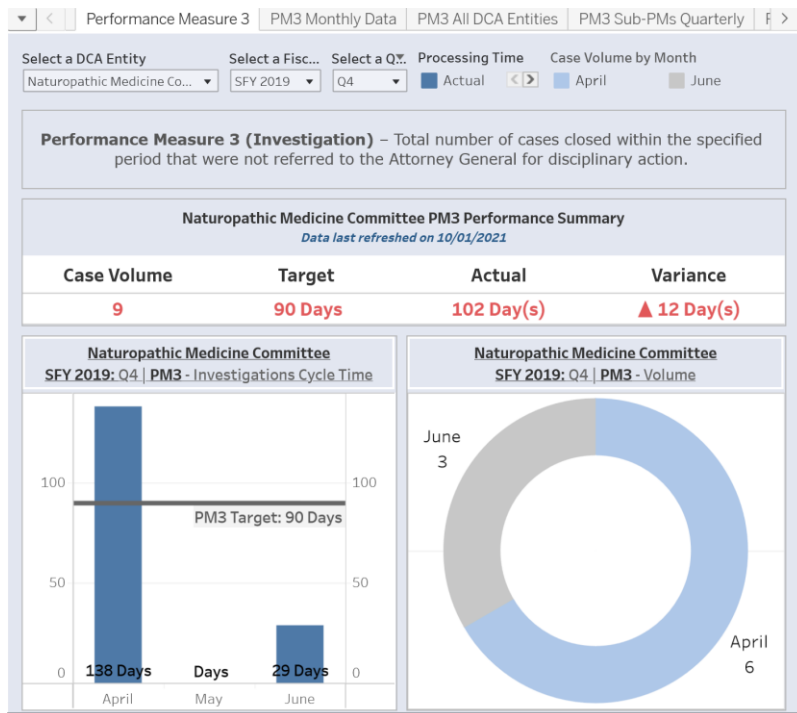 Performance Measure 3
PM3 Monthly Data
PM3 All DCA Entities
PM3 Sub-PMs Quarterly
Select a DCA Entity
Select a Fisc...
Select a Q...
Processing Time
Case Volume by Month
Naturopathic Medicine Co...
SFY 2019
Q4
Actual
April
June
Performance Measure 3 (Investigation) – Total number of cases closed within the specified
period that were not referred to the Attorney General for disciplinary action.
Naturopathic Medicine Committee PM3 Performance Summary
Data last refreshed on 10/01/2021
Case Volume
Target
Actual
Variance
9
90 Days
102 Day(s)
▲ 12 Day(s)
Naturopathic Medicine Committee
SFY 2019: Q4 | PM3 - Investigations Cycle Time
100
100
PM3 Target: 90 Days
50
50
0
138 Days
Days
29 Days
0
April
May
June
Naturopathic Medicine Committee
SFY 2019: Q4 | PM3 - Volume
June
3
April
6